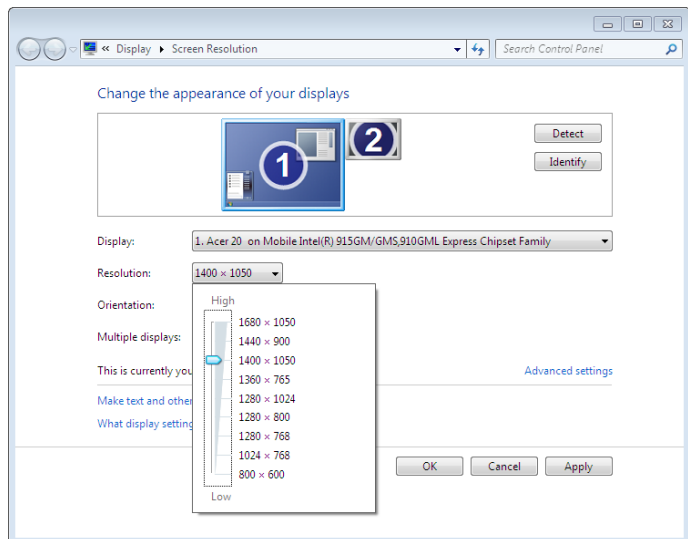 « Display ▸ Screen Resolution
Search Control Panel
Change the appearance of your displays
1
2
Detect
Identify
Display:
1. Acer 20 on Mobile Intel(R) 915GM/GMS,910GML Express Chipset Family
Resolution:
1400 × 1050
Orientation:
High
1680 × 1050
Multiple displays:
1440 × 900
1400 × 1050
This is currently you
1360 × 765
Advanced settings
1280 × 1024
Make text and other
1280 × 800
What display setting
1280 × 768
1024 × 768
800 × 600
Low
OK
Cancel
Apply